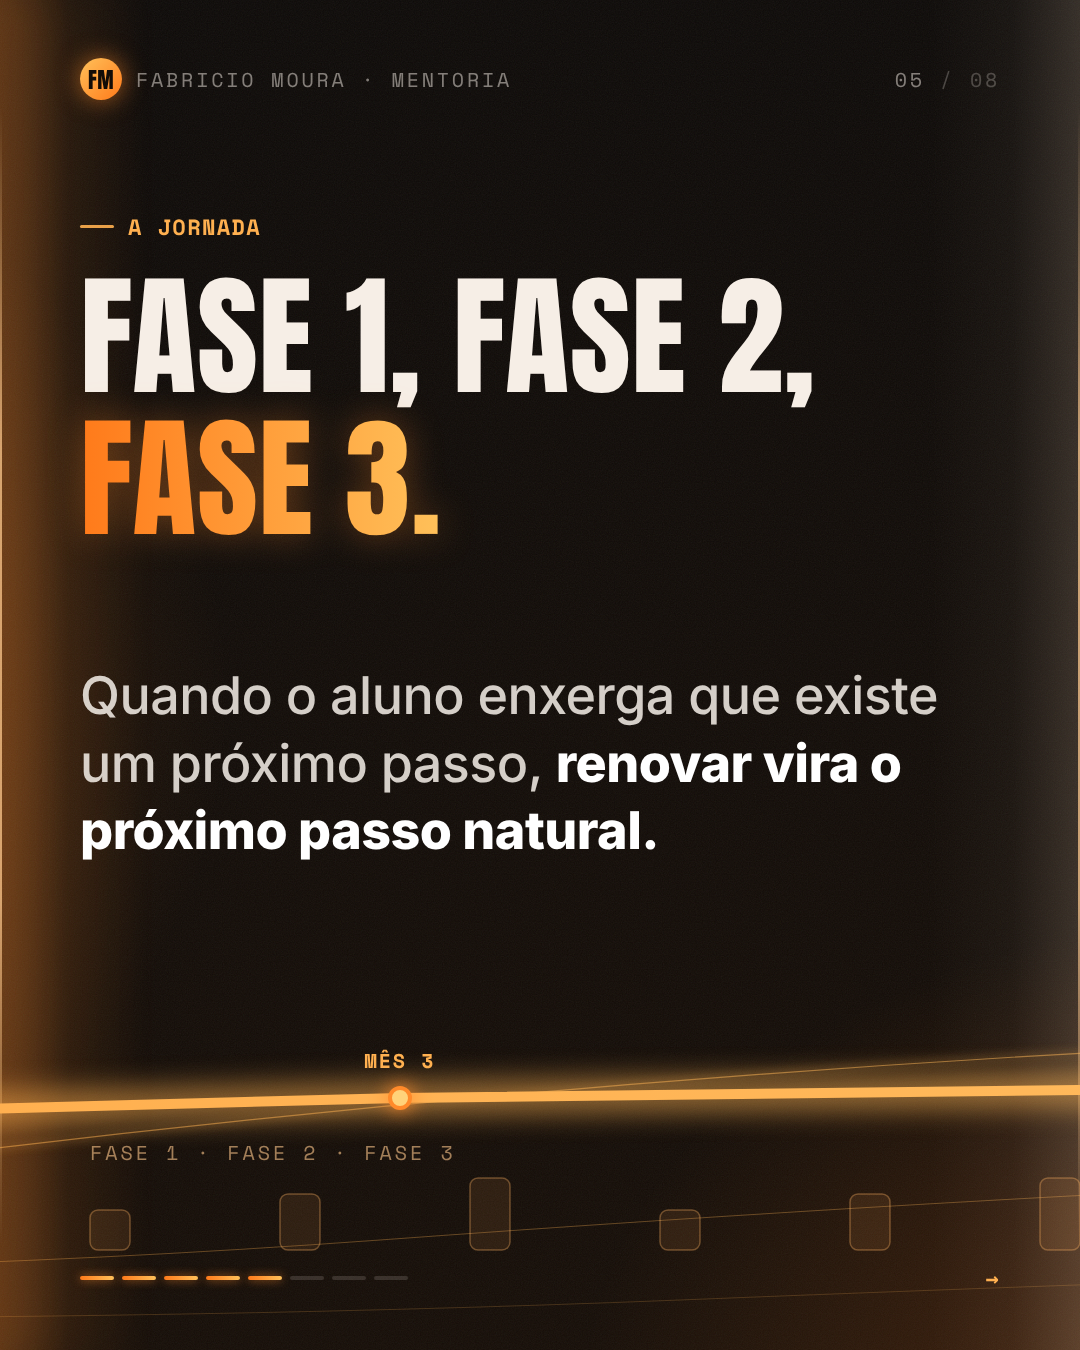 FM FABRICIO MOURA · MENTORIA
05 / 08
A JORNADA
FASE 1, FASE 2,
FASE 3.
Quando o aluno enxerga que existe
um próximo passo, renovar vira o
próximo passo natural.
MÊS 3
FASE 1 · FASE 2 · FASE 3
→